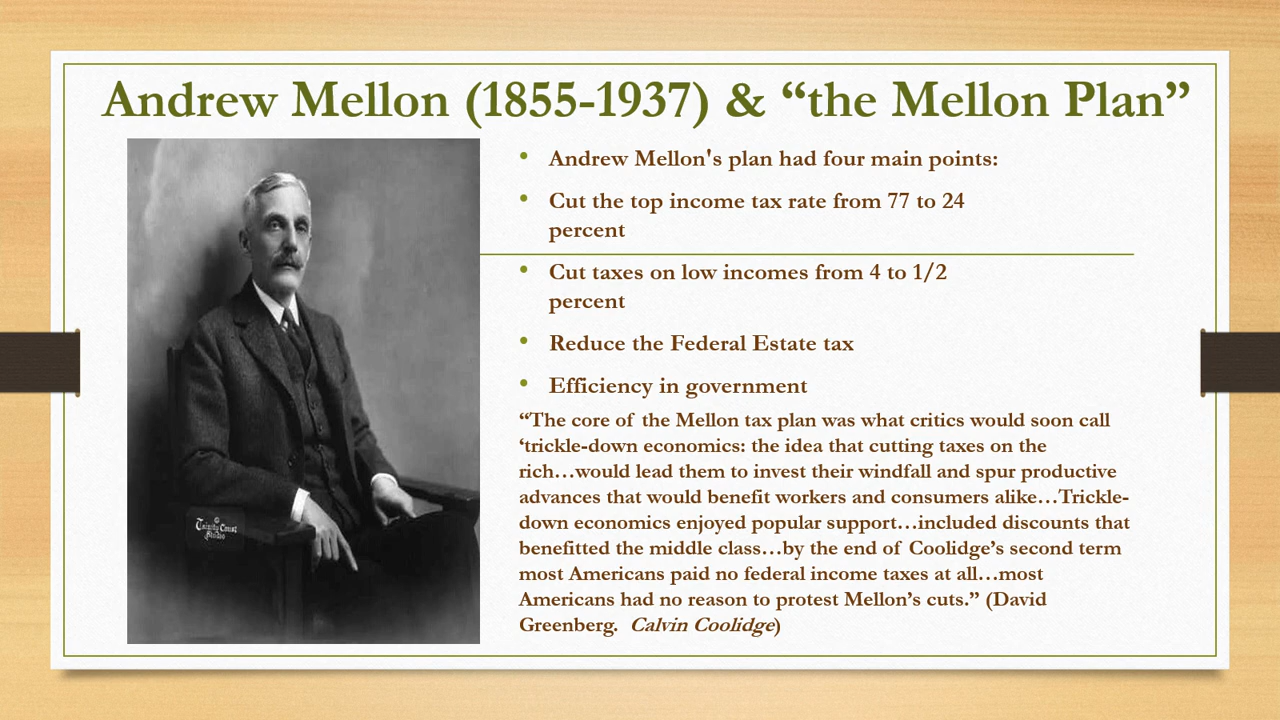 Andrew Mellon (1855-1937) & “the Mellon Plan”
• Andrew Mellon's plan had four main points:
• Cut the top income tax rate from 77 to 24
percent
• Cut taxes on low incomes from 4 to 1/2
percent
• Reduce the Federal Estate tax
• Efficiency in government
“The core of the Mellon tax plan was what critics would soon call
‘trickle-down economics: the idea that cutting taxes on the
rich…would lead them to invest their windfall and spur productive
advances that would benefit workers and consumers alike…Trickle-
down economics enjoyed popular support…included discounts that
benefitted the middle class…by the end of Coolidge’s second term
most Americans paid no federal income taxes at all…most
Americans had no reason to protest Mellon’s cuts.” (David
Greenberg. Calvin Coolidge)
©
Trinity Court
Studio